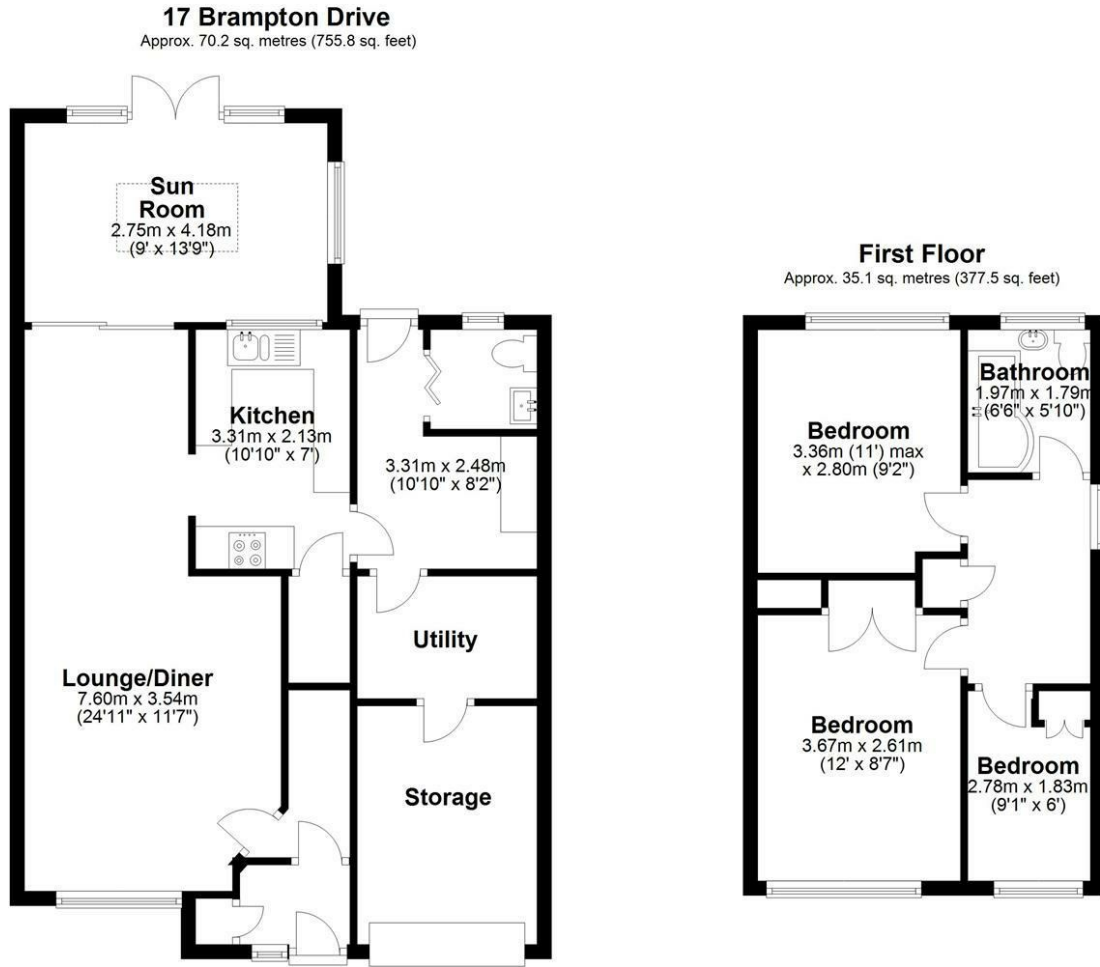 17 Brampton Drive
Approx. 70.2 sq. metres (755.8 sq. feet)
Sun
Room
2.75m x 4.18m
(9' x 13'9")
Kitchen
3.31m x 2.13m
(10'10" x 7')
3.31m x 2.48m
(10'10" x 8'2")
Utility
Lounge/Diner
7.60m x 3.54m
(24'11" x 11'7")
Storage
First Floor
Approx. 35.1 sq. metres (377.5 sq. feet)
Bathroom
1.97m x 1.79m
(6'6" x 5'10")
Bedroom
3.36m (11') max
x 2.80m (9'2")
Bedroom
3.67m x 2.61m
(12' x 8'7")
Bedroom
2.78m x 1.83m
(9'1" x 6')